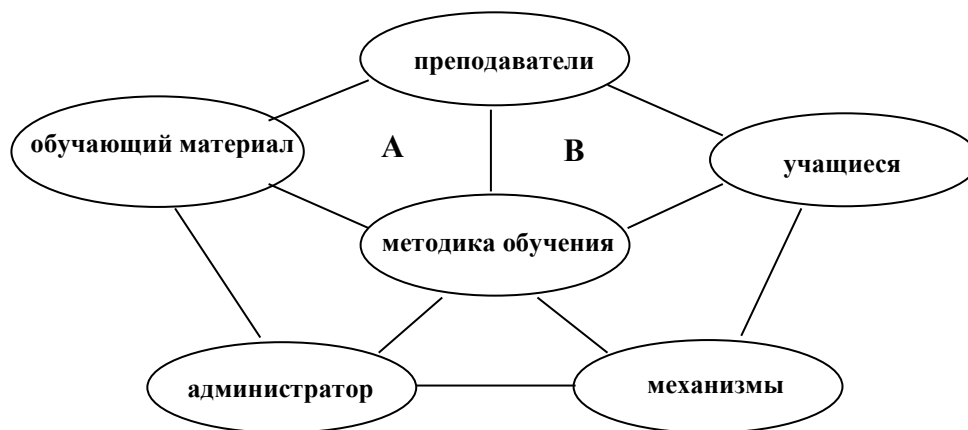 преподаватели
обучающий материал
A
B
учащиеся
методика обучения
администратор
механизмы